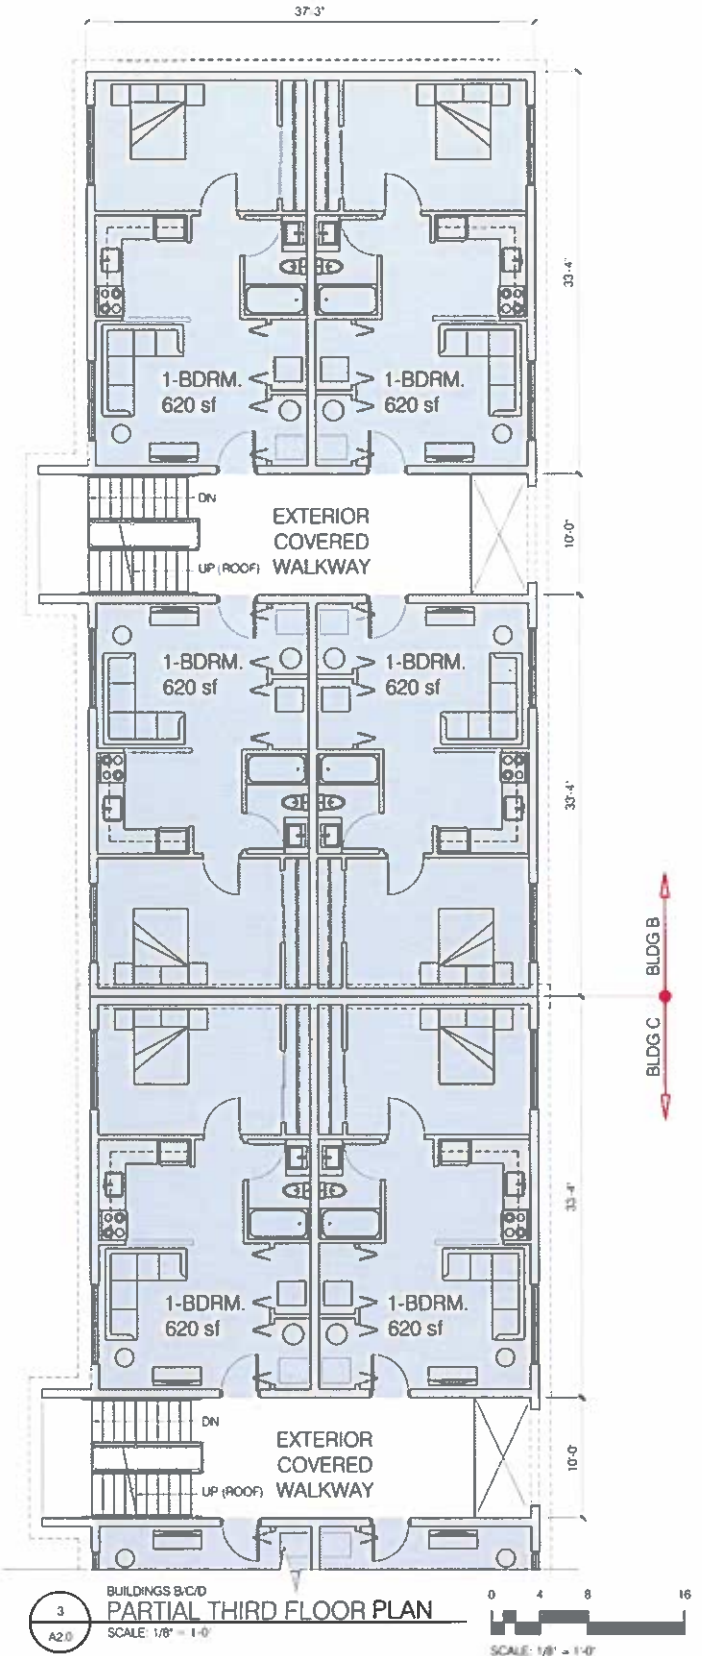 37'-3"
33'-4"
1-BDRM.
620 sf
1-BDRM.
620 sf
DN
EXTERIOR
COVERED
WALKWAY
UP (ROOF)
10'-0"
1-BDRM.
620 sf
1-BDRM.
620 sf
33'-4"
BLDG B
BLDG C
33'-4"
1-BDRM.
620 sf
1-BDRM.
620 sf
DN
EXTERIOR
COVERED
WALKWAY
UP (ROOF)
10'-0"
3
A2.0
BUILDINGS B/C/D
PARTIAL THIRD FLOOR PLAN
SCALE: 1/8" = 1'-0"
0 4 8 16
SCALE: 1/8" = 1'-0"